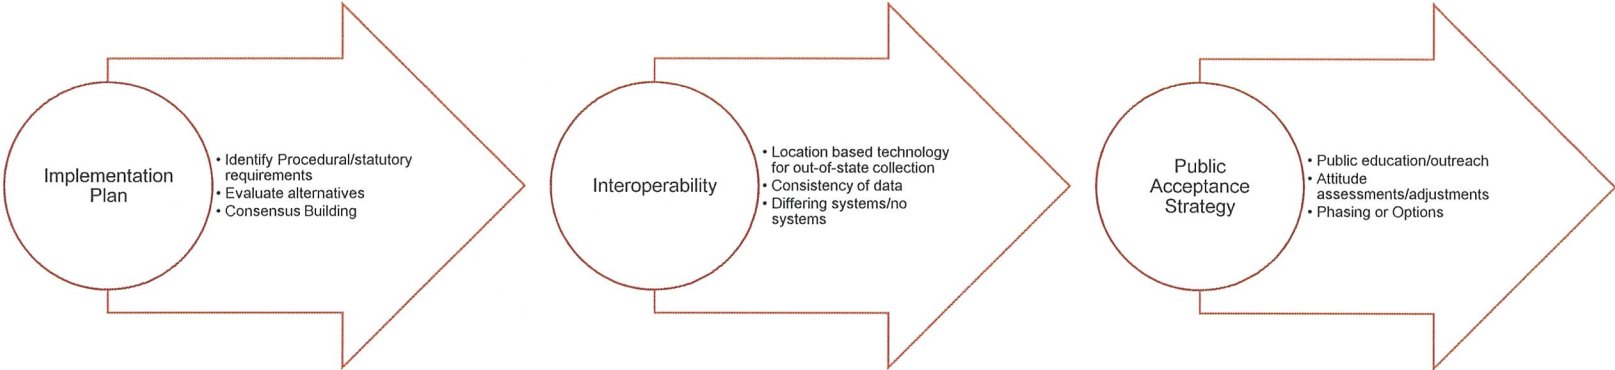 Implementation
Plan
• Identify Procedural/statutory
requirements
• Evaluate alternatives
• Consensus Building
Interoperability
• Location based technology
for out-of-state collection
• Consistency of data
• Differing systems/no
systems
Public
Acceptance
Strategy
• Public education/outreach
• Attitude
assessments/adjustments
• Phasing or Options